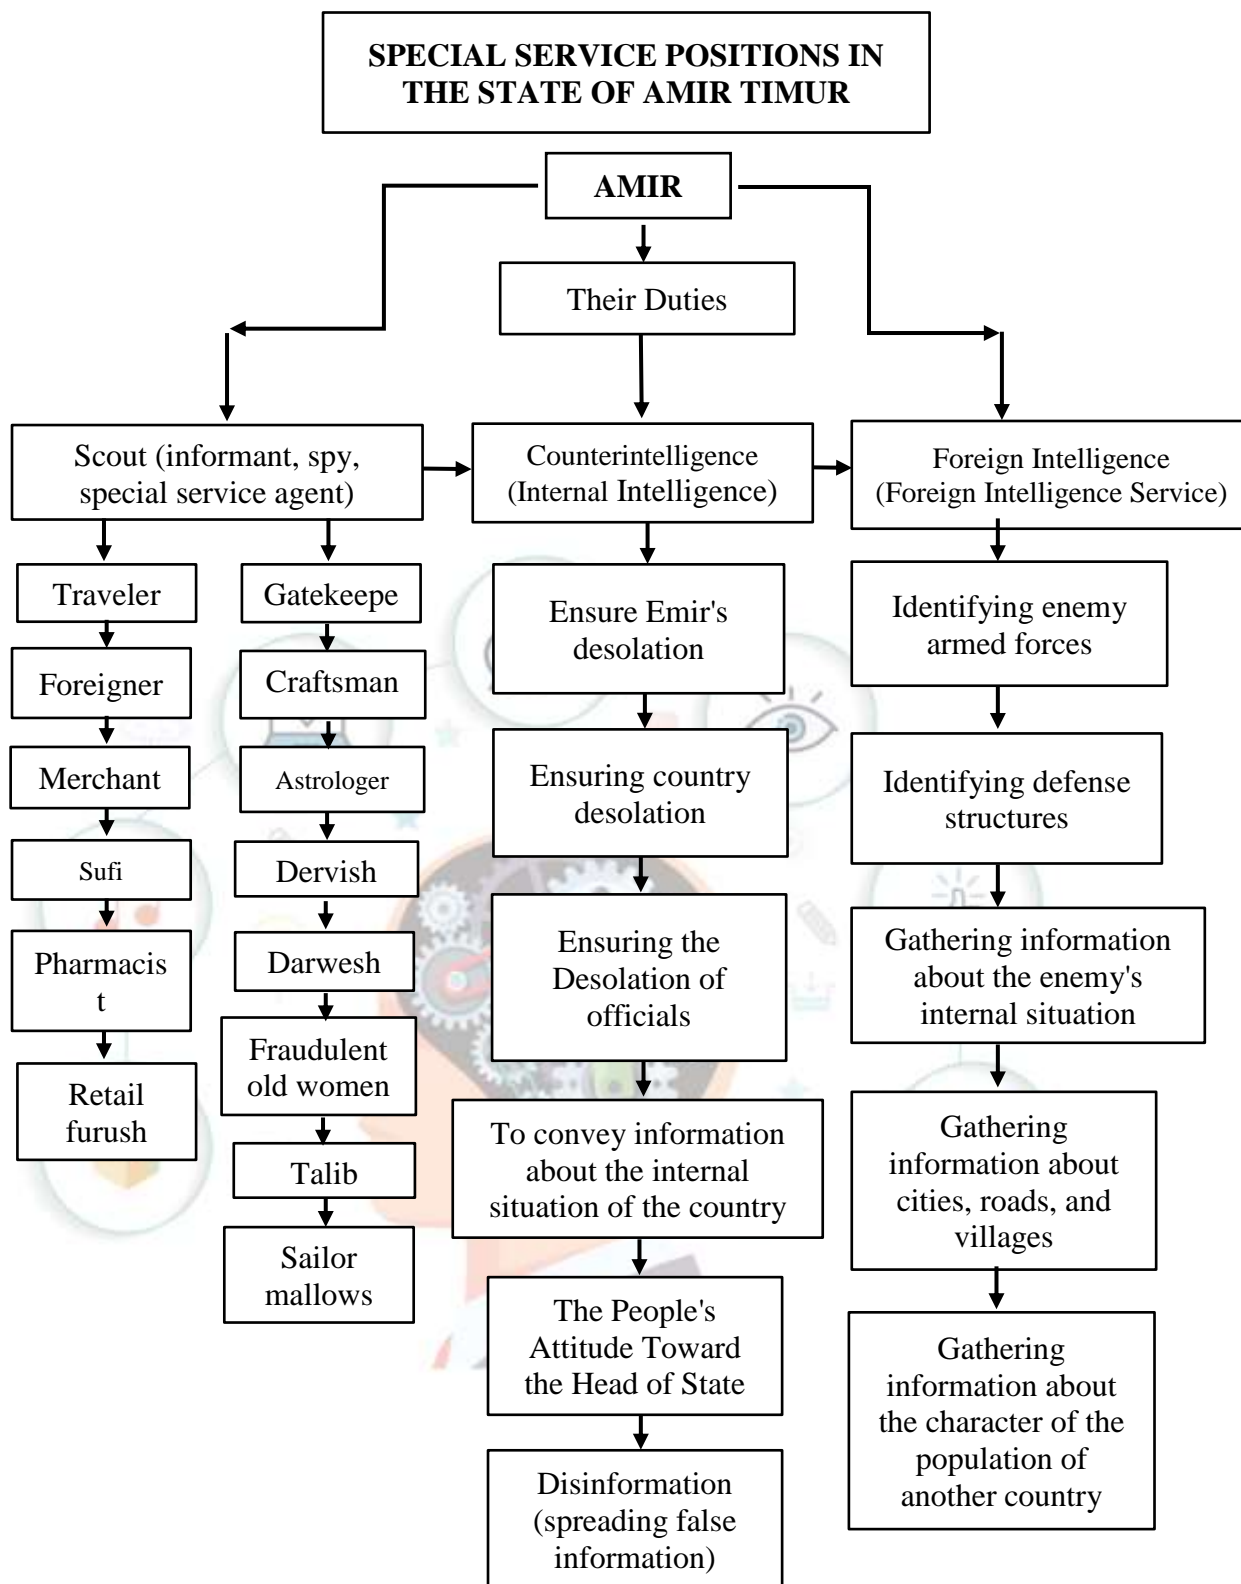 SPECIAL SERVICE POSITIONS IN
THE STATE OF AMIR TIMUR
AMIR
Their Duties
Scout (informant, spy,
special service agent)
Counterintelligence
(Internal Intelligence)
Foreign Intelligence
(Foreign Intelligence Service)
Traveler
Foreigner
Merchant
Sufi
Pharmacis
t
Retail
furush
Gatekeepe
Craftsman
Astrologer
Dervish
Darwesh
Fraudulent
old women
Talib
Sailor
mallows
Ensure Emir's
desolation
Ensuring country
desolation
Ensuring the
Desolation of
officials
To convey information
about the internal
situation of the country
The People's
Attitude Toward
the Head of State
Disinformation
(spreading false
information)
Identifying enemy
armed forces
Identifying defense
structures
Gathering information
about the enemy's
internal situation
Gathering
information about
cities, roads, and
villages
Gathering
information about
the character of the
population of
another country